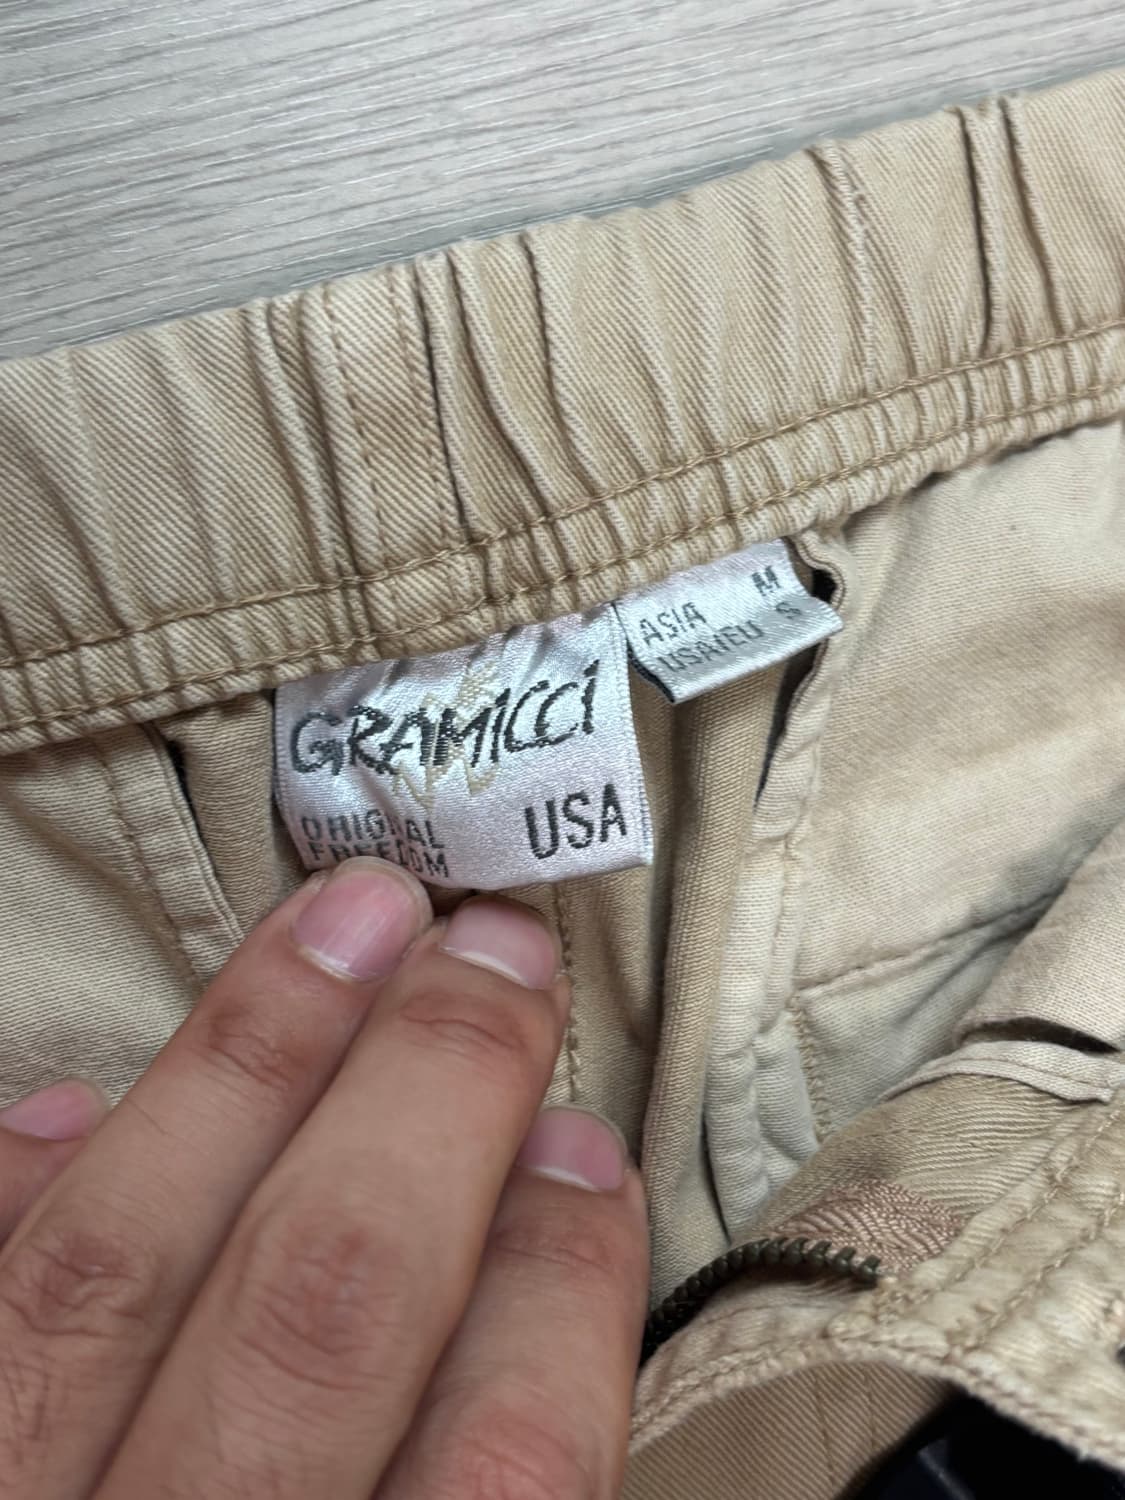 GRAMICCI
ORIGINAL
FREEDOM
USA
ASIA M
USA/EU S